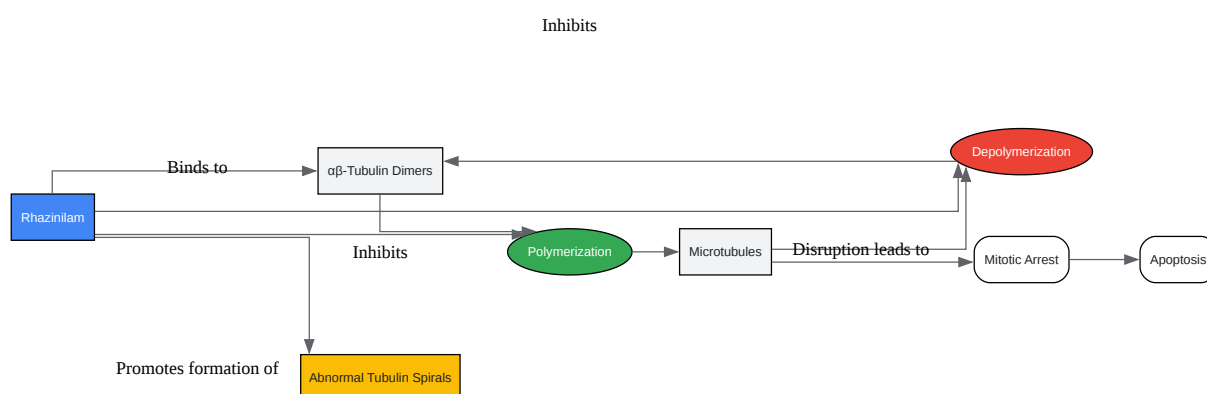 Inhibits
Depolymerization
Binds to
αβ-Tubulin Dimers
Rhazinilam
Inhibits
Polymerization
Microtubules
Disruption leads to
Mitotic Arrest
Apoptosis
Promotes formation of
Abnormal Tubulin Spirals